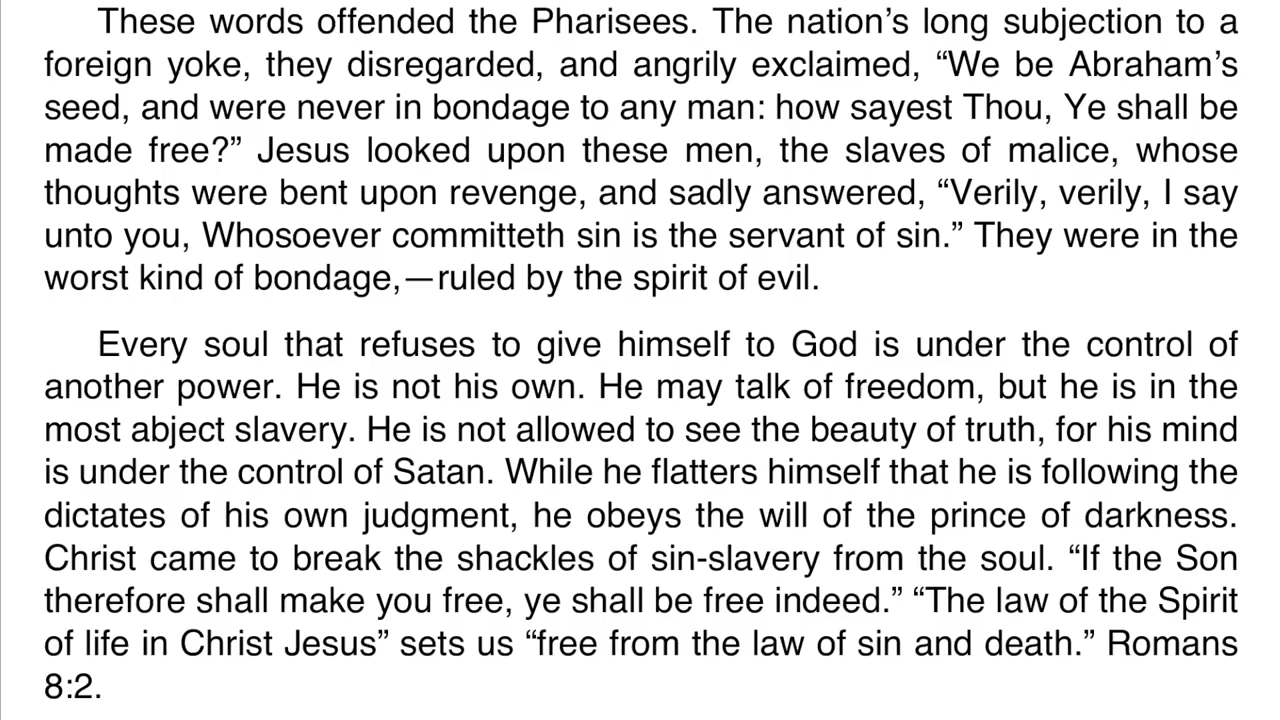 These words offended the Pharisees. The nation’s long subjection to a
foreign yoke, they disregarded, and angrily exclaimed, “We be Abraham’s
seed, and were never in bondage to any man: how sayest Thou, Ye shall be
made free?” Jesus looked upon these men, the slaves of malice, whose
thoughts were bent upon revenge, and sadly answered, “Verily, verily, I say
unto you, Whosoever committeth sin is the servant of sin.” They were in the
worst kind of bondage,—ruled by the spirit of evil.
Every soul that refuses to give himself to God is under the control of
another power. He is not his own. He may talk of freedom, but he is in the
most abject slavery. He is not allowed to see the beauty of truth, for his mind
is under the control of Satan. While he flatters himself that he is following the
dictates of his own judgment, he obeys the will of the prince of darkness.
Christ came to break the shackles of sin-slavery from the soul. “If the Son
therefore shall make you free, ye shall be free indeed.” “The law of the Spirit
of life in Christ Jesus” sets us “free from the law of sin and death.” Romans
8:2.